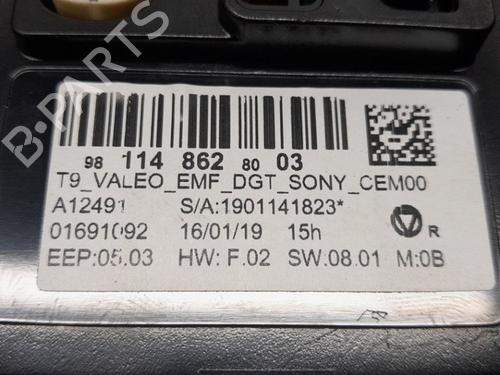 98 114 862 80 03
T9_VALEO_EMF_DGT_SONY_CEM00
A12491 S/A:1901141823*
01691092 16/01/19 15h
R
EEP:05.03 HW: F.02 SW:08.01 M:0B
B-PARTS